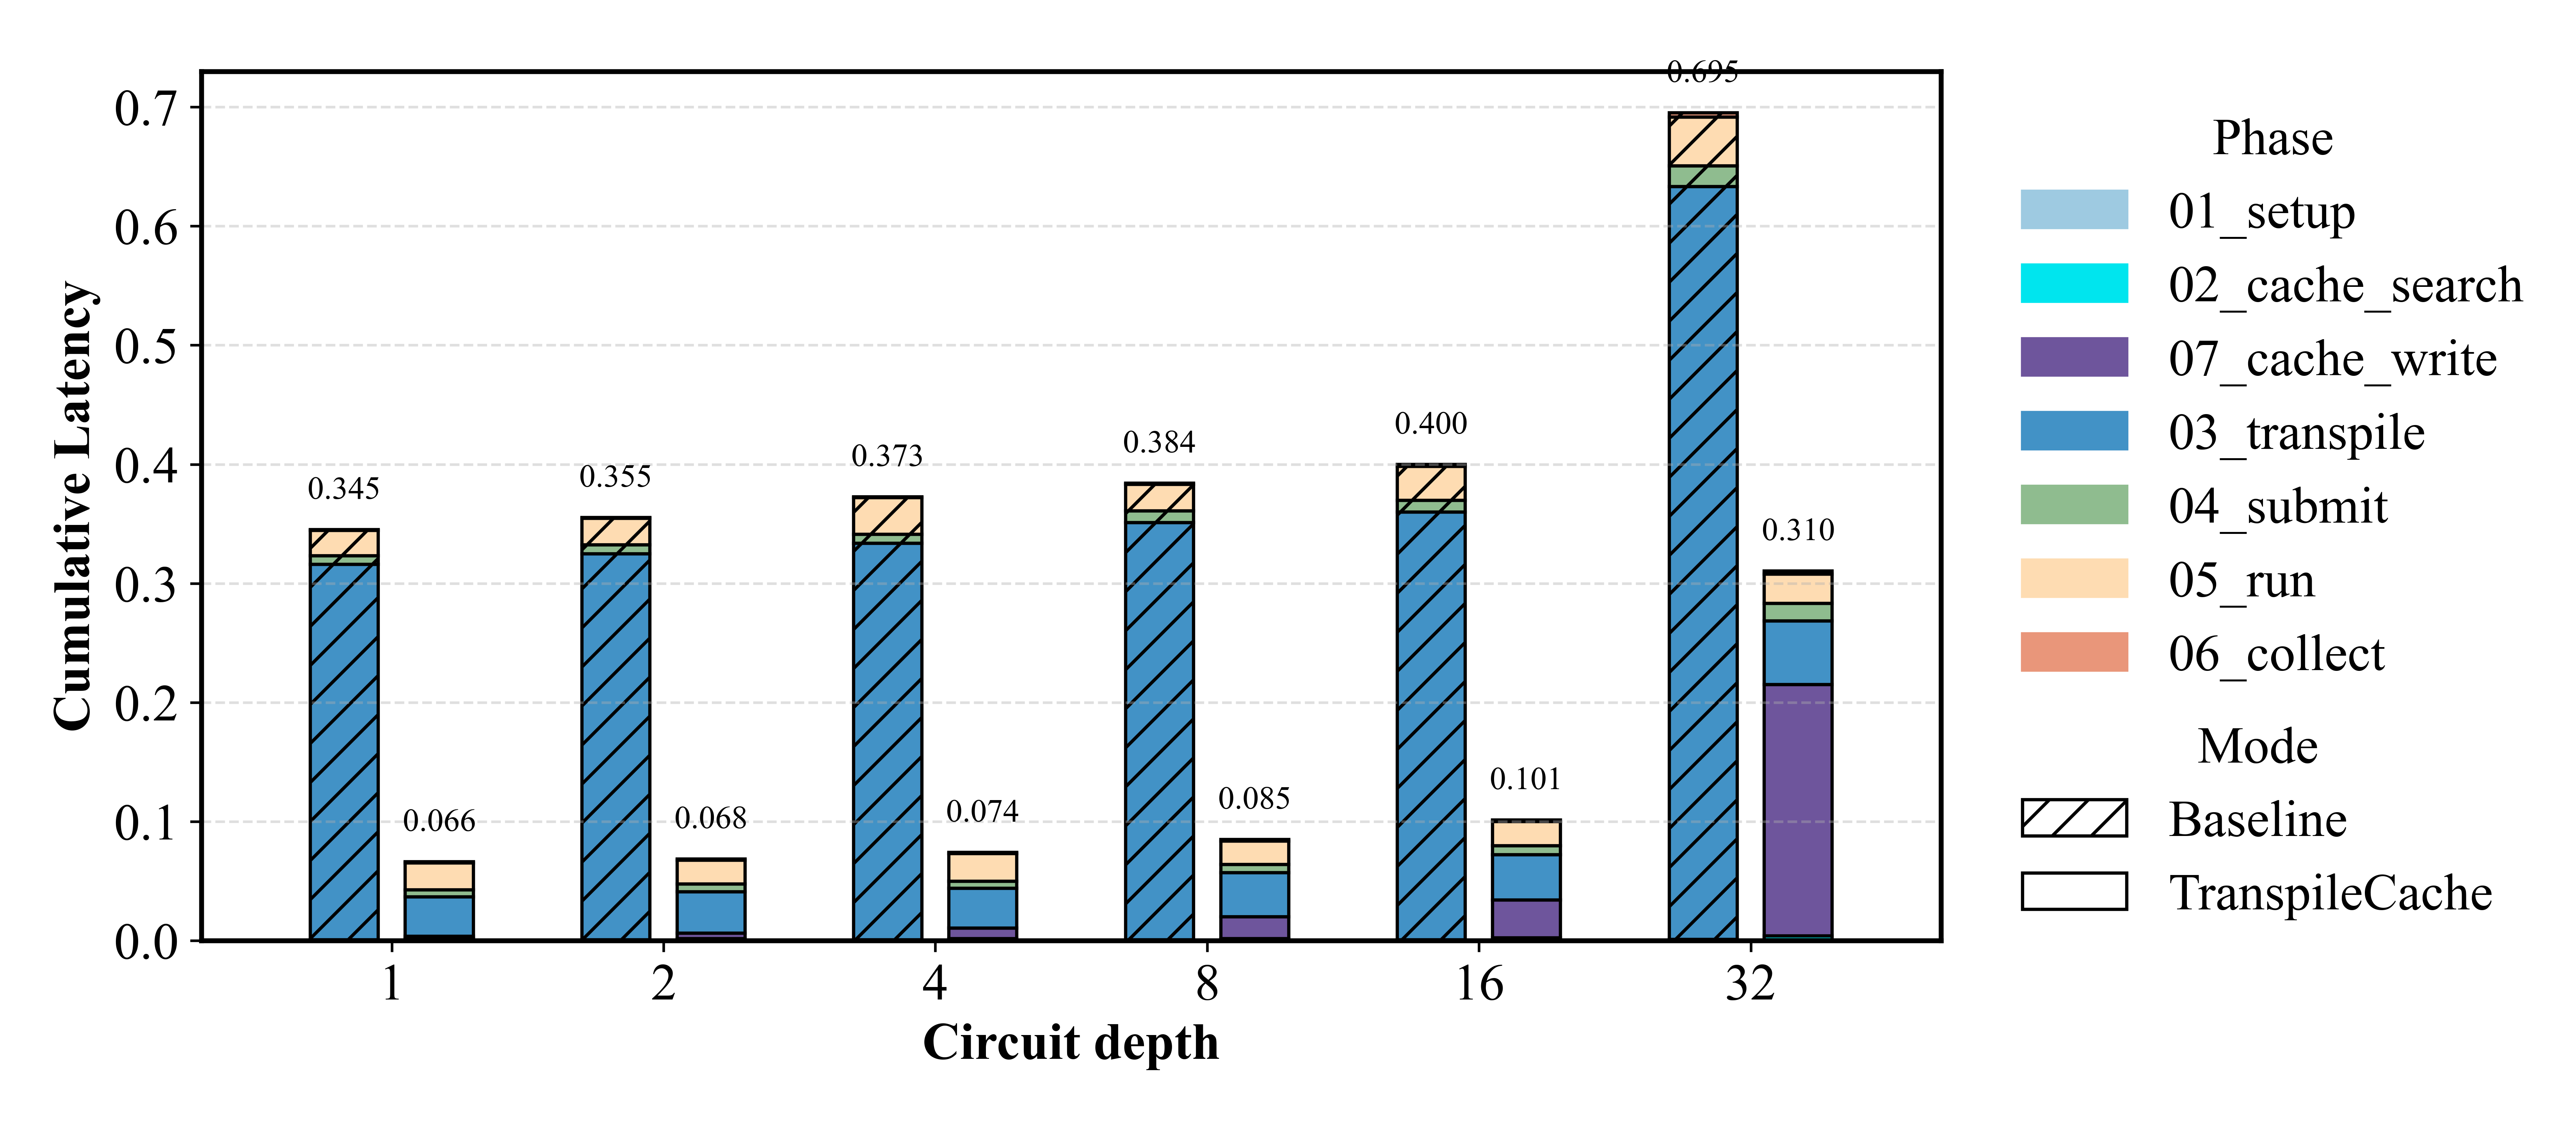 0.695
0.7
0.6
0.5
0.4
0.3
0.2
0.1
0.0
Cumulative Latency
0.345
0.066
0.355
0.068
0.373
0.074
0.384
0.085
0.400
0.101
0.310
1
2
4
8
16
32
Circuit depth
Phase
01_setup
02_cache_search
07_cache_write
03_transpile
04_submit
05_run
06_collect
Mode
Baseline
TranspileCache